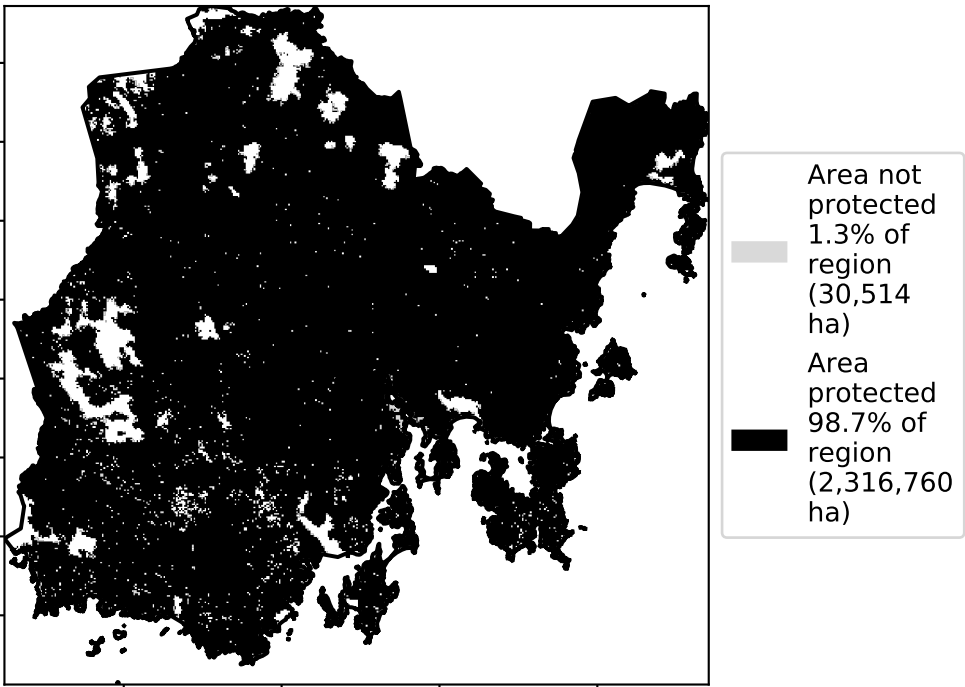 Area not
protected
1.3% of
region
(30,514
ha)
Area
protected
98.7% of
region
(2,316,760
ha)